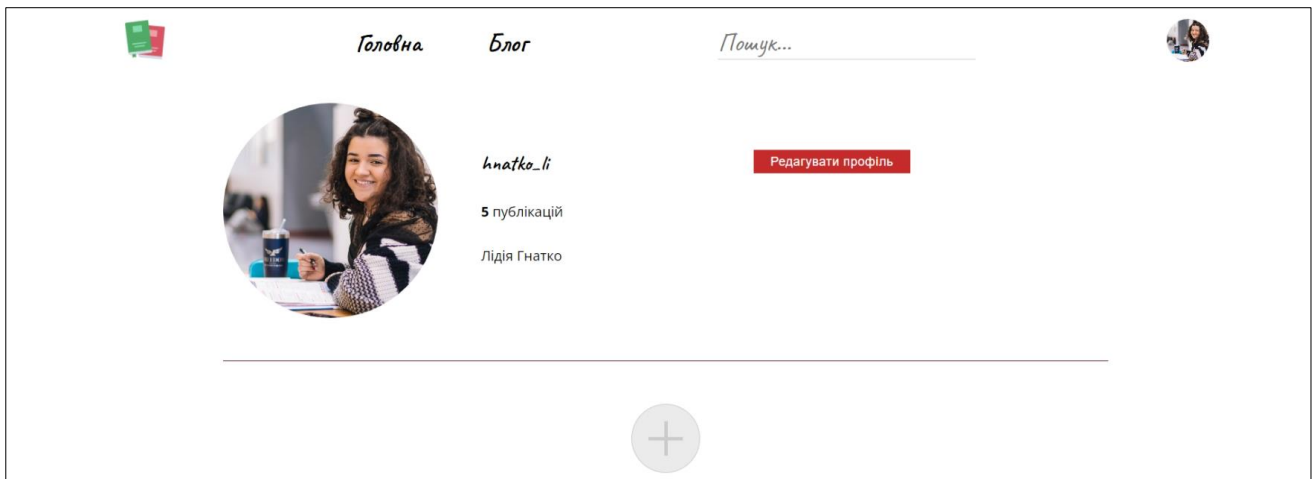 Головна Блог Пошук...
hnatko_li Редагувати профіль
5 публікацій
Лідія Гнатко